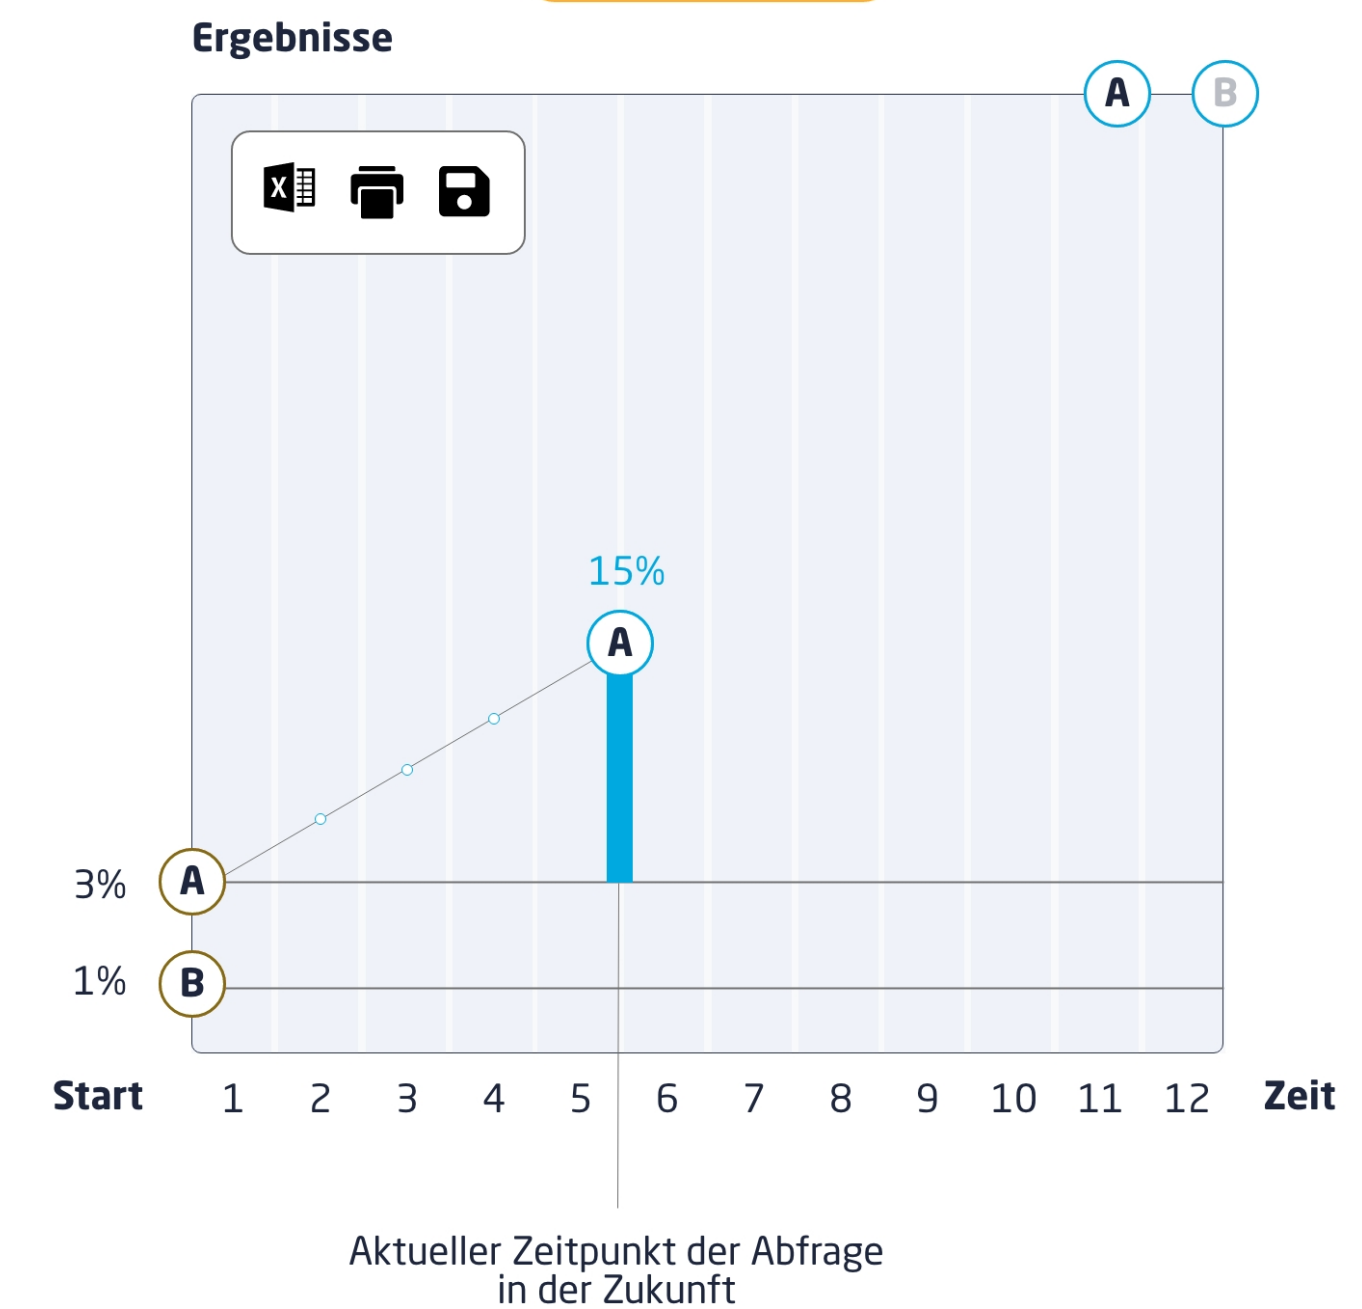 Ergebnisse
A
B
X
15%
A
3%
A
1%
B
Start 1 2 3 4 5 6 7 8 9 10 11 12 Zeit
Aktueller Zeitpunkt der Abfrage
in der Zukunft